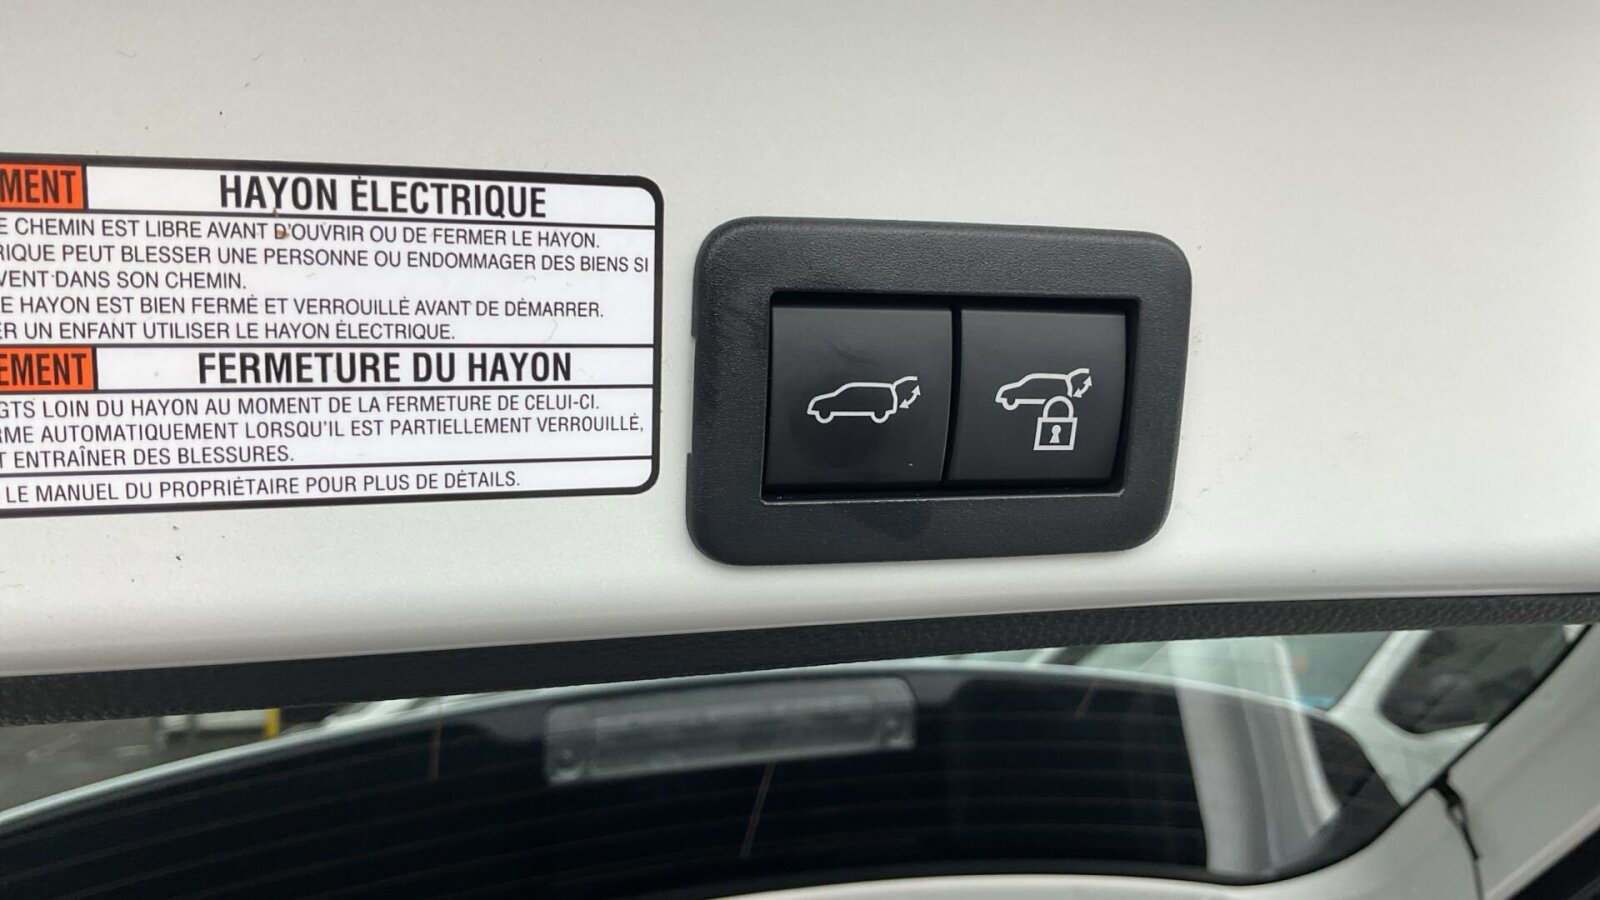 MENT HAYON ÉLECTRIQUE
E CHEMIN EST LIBRE AVANT D'OUVRIR OU DE FERMER LE HAYON.
RIQUE PEUT BLESSER UNE PERSONNE OU ENDOMMAGER DES BIENS SI
VENT DANS SON CHEMIN.
E HAYON EST BIEN FERMÉ ET VERROUILLÉ AVANT DE DÉMARRER.
ER UN ENFANT UTILISER LE HAYON ÉLECTRIQUE.
EMENT FERMETURE DU HAYON
GTS LOIN DU HAYON AU MOMENT DE LA FERMETURE DE CELUI-CI.
RME AUTOMATIQUEMENT LORSQU'IL EST PARTIELLEMENT VERROUILLÉ,
T ENTRAÎNER DES BLESSURES.
LE MANUEL DU PROPRIÉTAIRE POUR PLUS DE DÉTAILS.